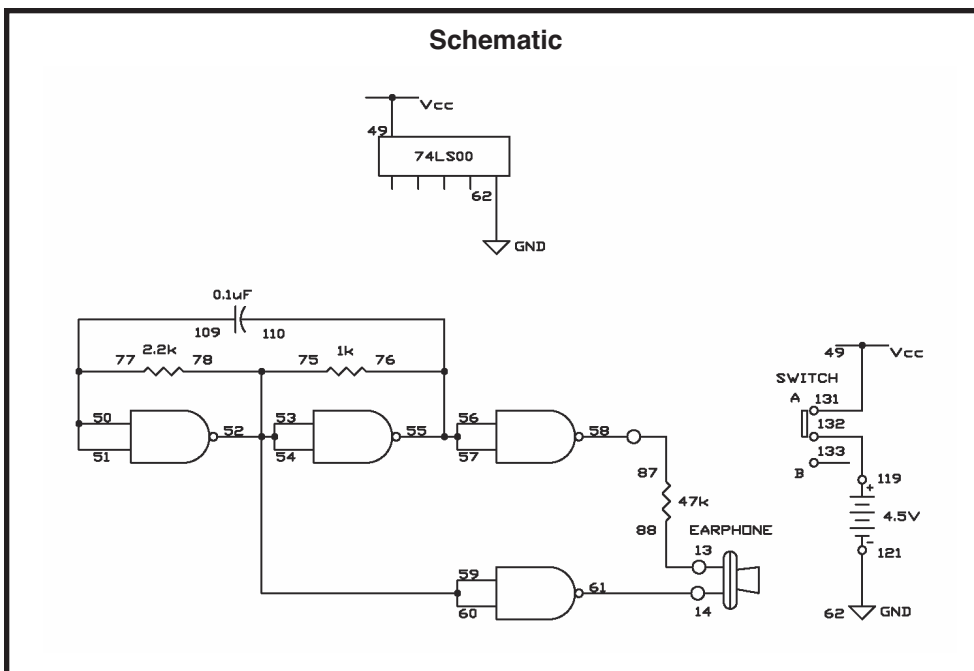 Schematic
Vcc
49
74LS00
62
GND
0.1uF
109 110
77 2.2k 78 75 1k 76
50 52 53 55 56 58
51 54 57
87
47k
88
EARPHONE
13
59 61
60 14
49 Vcc
SWITCH
A 131
132
133
B
119
+
4.5V
-
121
62 GND